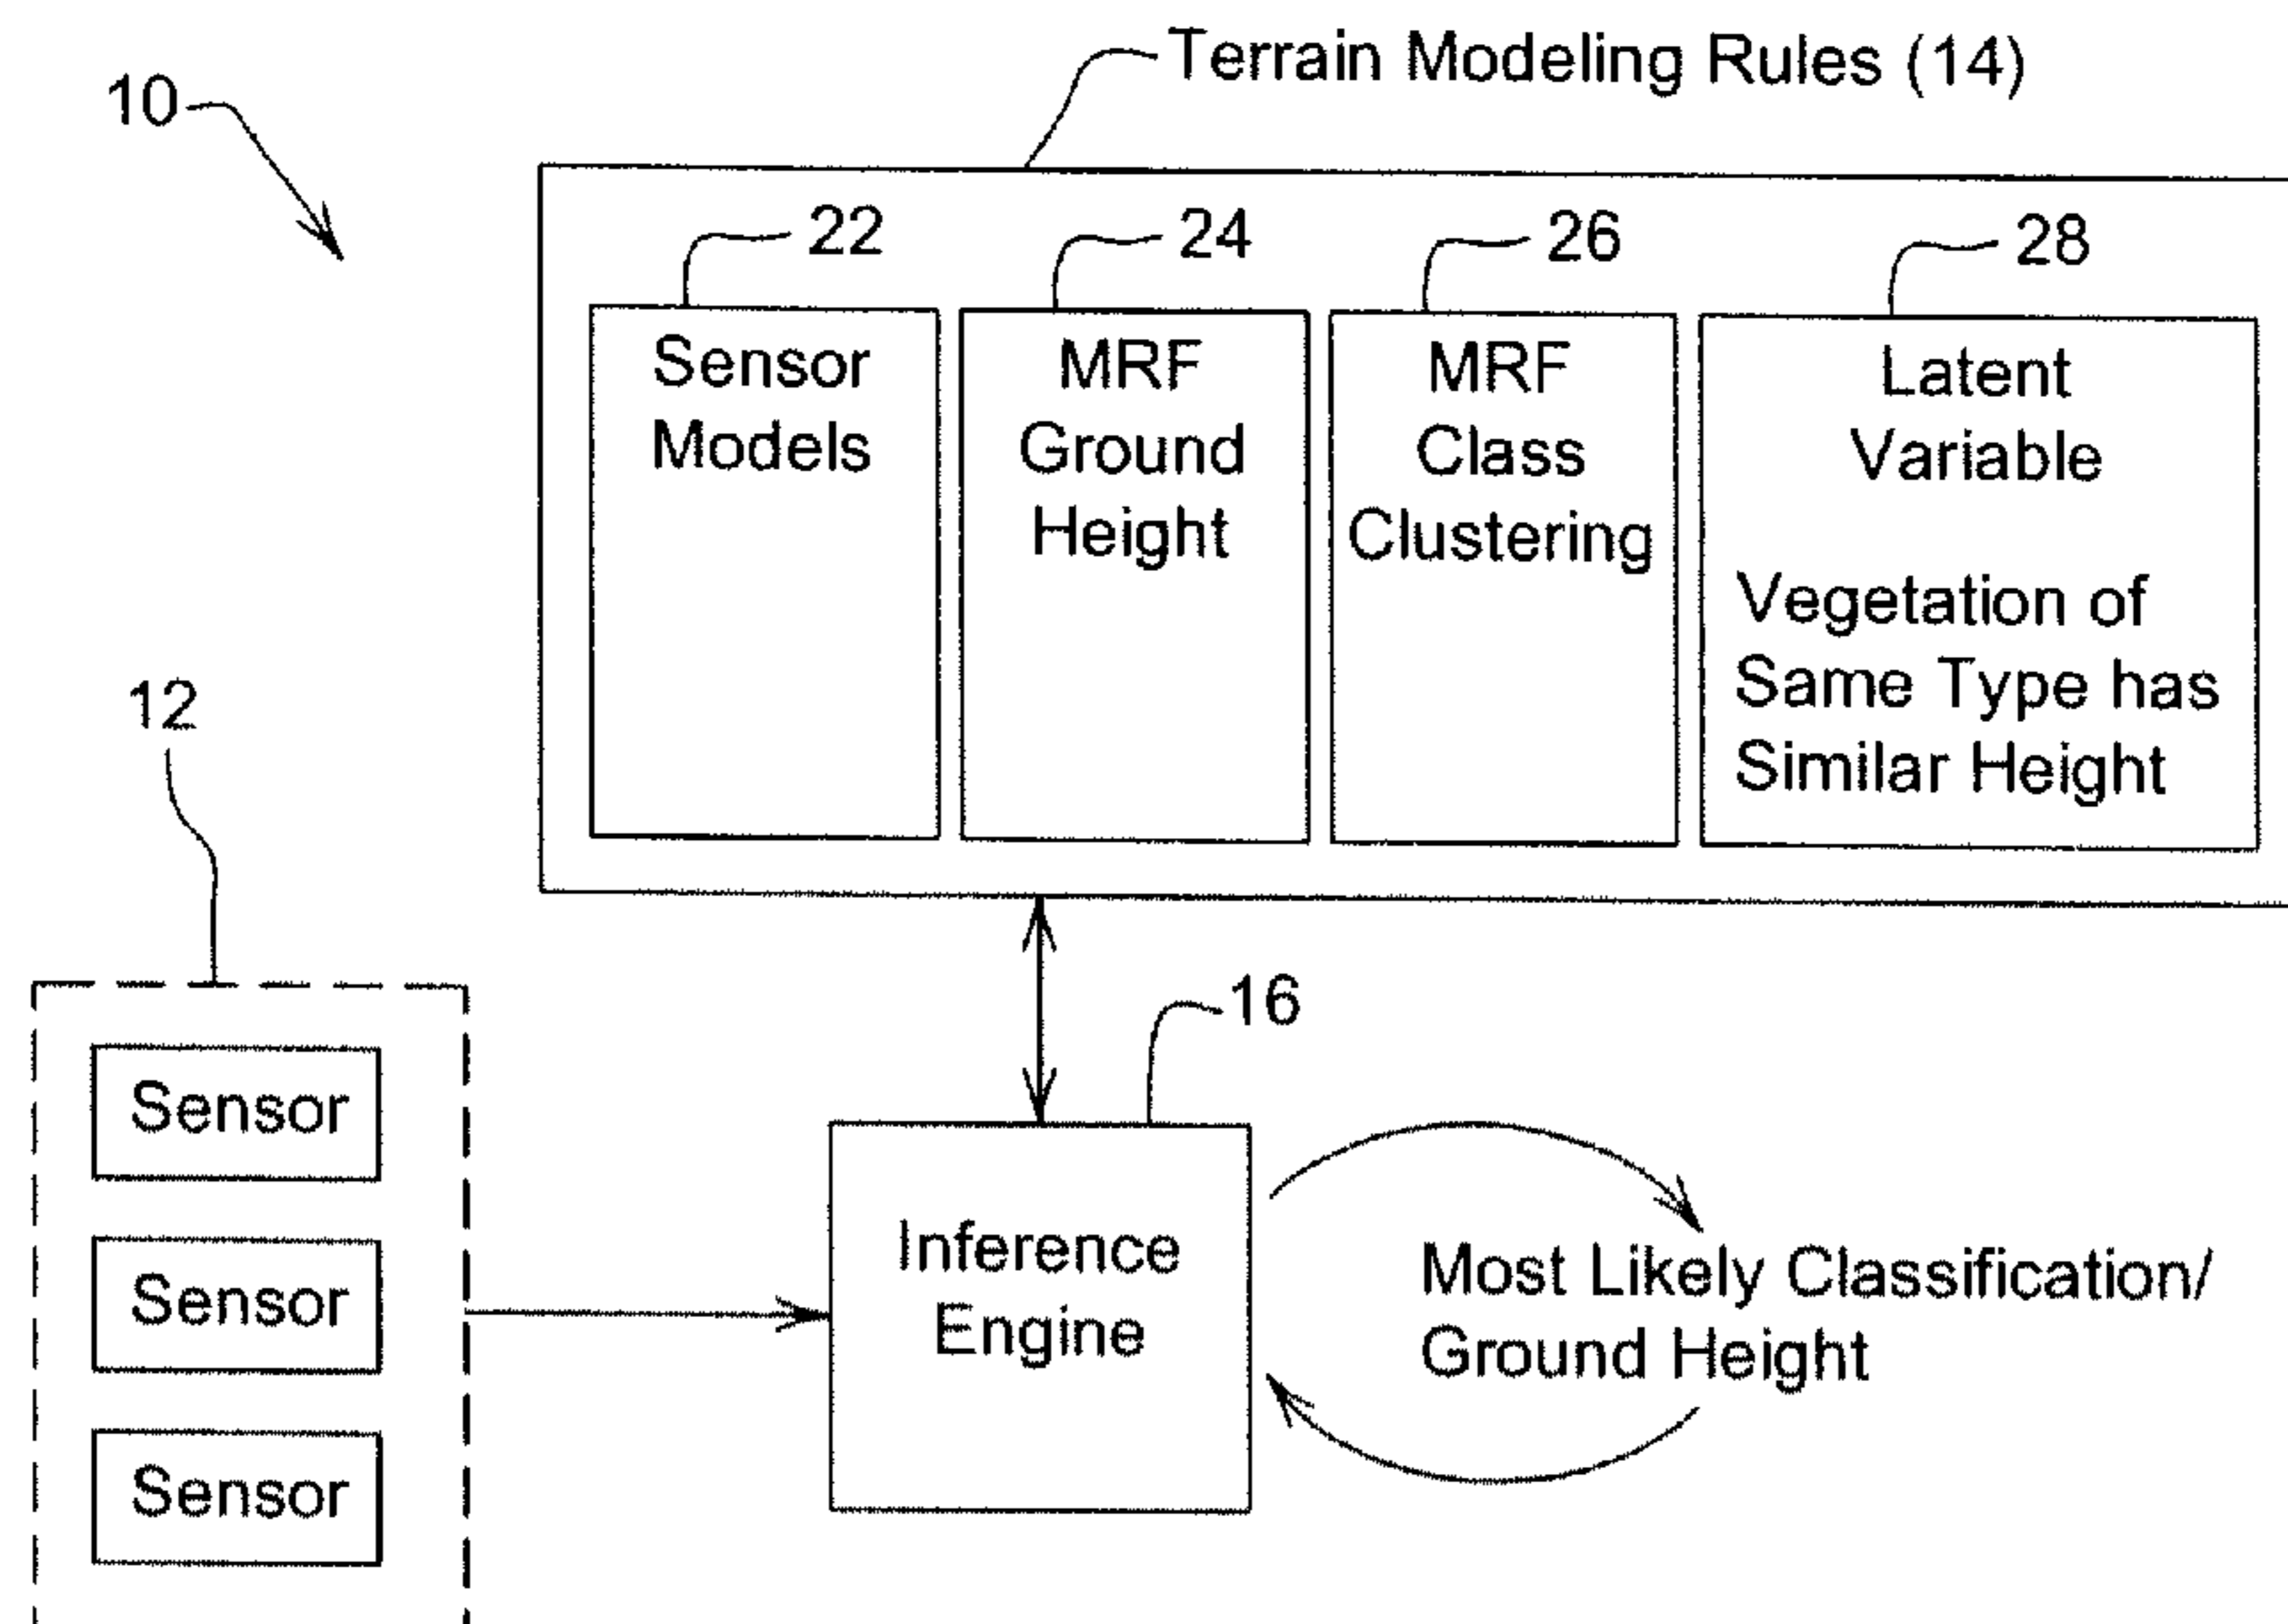 Terrain Modeling Rules (14)
10
22
24
26
28
Sensor
Models
MRF
Ground
Height
MRF
Class
Clustering
Latent
Variable
Vegetation of
Same Type has
Similar Height
12
16
Sensor
Sensor
Sensor
Inference
Engine
Most Likely Classification/
Ground Height